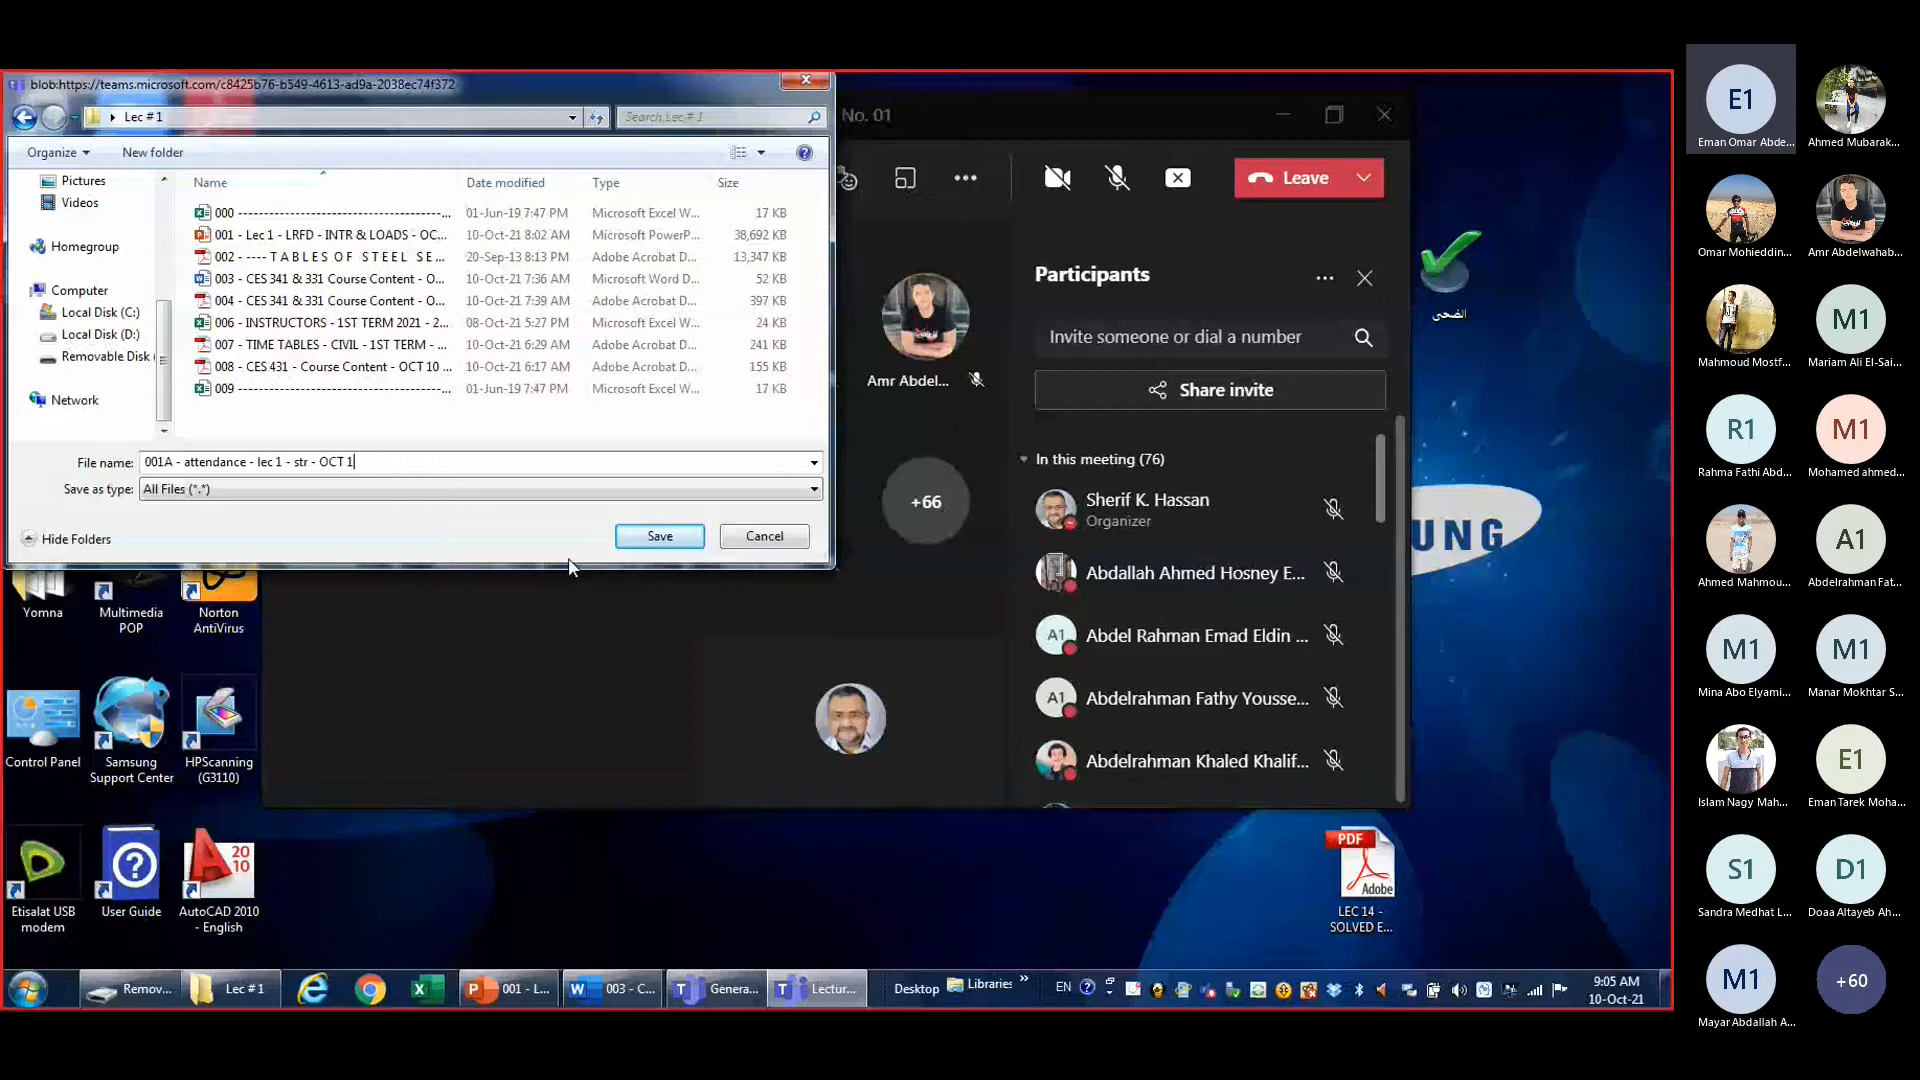 blob:https://teams.microsoft.com/c8425b76-b549-4613-ad9a-2038ec74f372
Lec # 1
Search Lec # 1
Organize
New folder
Pictures
Videos
Homegroup
Computer
Local Disk (C:)
Local Disk (D:)
Removable Disk
Network
Name Date modified Type Size
000 ----------------------------------------... 01-Jun-19 7:47 PM Microsoft Excel W... 17 KB
001 - Lec 1 - LRFD - INTR & LOADS - OC... 10-Oct-21 8:02 AM Microsoft PowerP... 38,692 KB
002 - ---- T A B L E S O F S T E E L S E ... 20-Sep-13 8:13 PM Adobe Acrobat D... 13,347 KB
003 - CES 341 & 331 Course Content - O... 10-Oct-21 7:36 AM Microsoft Word D... 52 KB
004 - CES 341 & 331 Course Content - O... 10-Oct-21 7:39 AM Adobe Acrobat D... 397 KB
006 - INSTRUCTORS - 1ST TERM 2021 - 2... 08-Oct-21 5:27 PM Microsoft Excel W... 24 KB
007 - TIME TABLES - CIVIL - 1ST TERM - ... 10-Oct-21 6:29 AM Adobe Acrobat D... 241 KB
008 - CES 431 - Course Content - OCT 10 ... 10-Oct-21 6:17 AM Adobe Acrobat D... 155 KB
009 ----------------------------------------... 01-Jun-19 7:47 PM Microsoft Excel W... 17 KB
File name: 001A - attendance - lec 1 - str - OCT 1
Save as type: All Files (*.*)
Hide Folders
Save
Cancel
No. 01
Leave
Amr Abdel...
+66
Participants
Invite someone or dial a number
Share invite
In this meeting (76)
Sherif K. Hassan
Organizer
Abdallah Ahmed Hosney E...
A1 Abdel Rahman Emad Eldin ...
A1 Abdelrahman Fathy Yousse...
Abdelrahman Khaled Khalif...
الضحى
UNG
Yomna
Multimedia POP
Norton AntiVirus
Control Panel
Samsung Support Center
HPScanning (G3110)
Etisalat USB modem
User Guide
2010
AutoCAD 2010 - English
PDF
Adobe
LEC 14 - SOLVED E...
Remov...
Lec # 1
001 - L...
003 - C...
Genera...
Lectur...
Desktop
Libraries
EN
9:05 AM
10-Oct-21
E1
Eman Omar Abde...
Ahmed Mubarak...
Omar Mohieddin...
Amr Abdelwahab...
Mahmoud Mostf...
M1
Mariam Ali El-Sai...
R1
Rahma Fathi Abd...
M1
Mohamed ahmed...
Ahmed Mahmou...
A1
Abdelrahman Fat...
M1
Mina Abo Elyami...
M1
Manar Mokhtar S...
Islam Nagy Mah...
E1
Eman Tarek Moha...
S1
Sandra Medhat L...
D1
Doaa Altayeb Ah...
M1
Mayar Abdallah A...
+60